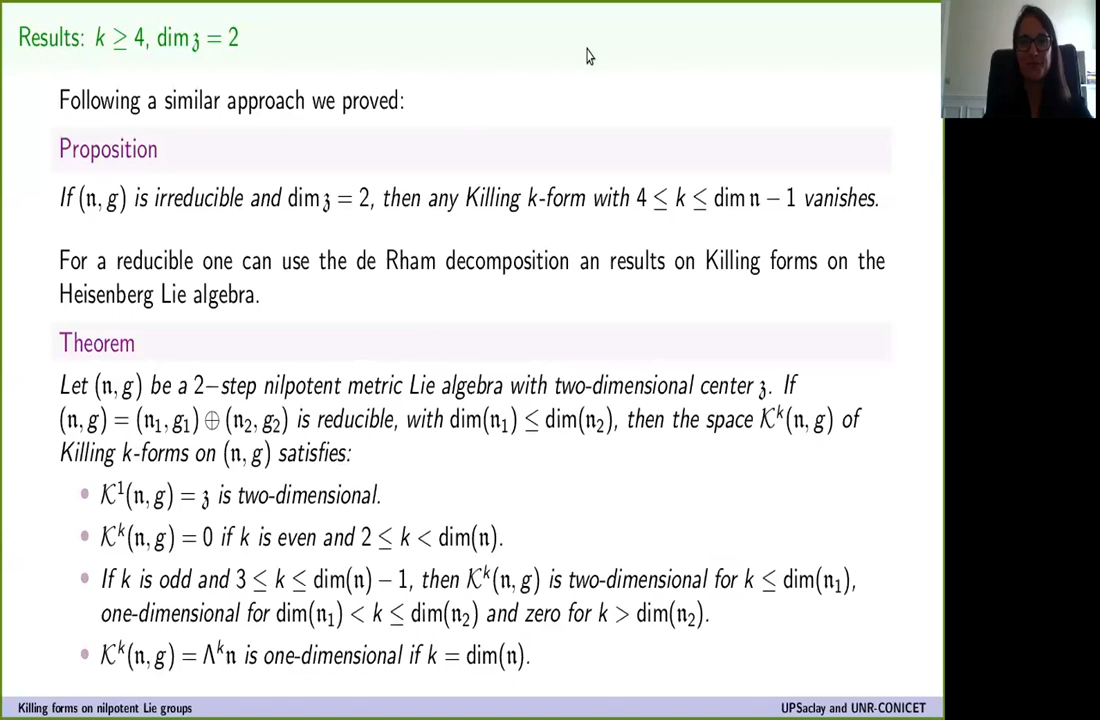 Results: k ≥ 4, dim 𝔷 = 2
Following a similar approach we proved:
Proposition
If (𝔫, g) is irreducible and dim 𝔷 = 2, then any Killing k-form with 4 ≤ k ≤ dim 𝔫 − 1 vanishes.
For a reducible one can use the de Rham decomposition an results on Killing forms on the
Heisenberg Lie algebra.
Theorem
Let (𝔫, g) be a 2−step nilpotent metric Lie algebra with two-dimensional center 𝔷. If
(𝔫, g) = (𝔫₁, g₁) ⊕ (𝔫₂, g₂) is reducible, with dim(𝔫₁) ≤ dim(𝔫₂), then the space 𝒦ᵏ(𝔫, g) of
Killing k-forms on (𝔫, g) satisfies:
• 𝒦¹(𝔫, g) = 𝔷 is two-dimensional.
• 𝒦ᵏ(𝔫, g) = 0 if k is even and 2 ≤ k < dim(𝔫).
• If k is odd and 3 ≤ k ≤ dim(𝔫) − 1, then 𝒦ᵏ(𝔫, g) is two-dimensional for k ≤ dim(𝔫₁),
one-dimensional for dim(𝔫₁) < k ≤ dim(𝔫₂) and zero for k > dim(𝔫₂).
• 𝒦ᵏ(𝔫, g) = Λᵏ𝔫 is one-dimensional if k = dim(𝔫).
Killing forms on nilpotent Lie groups
UPSaclay and UNR-CONICET